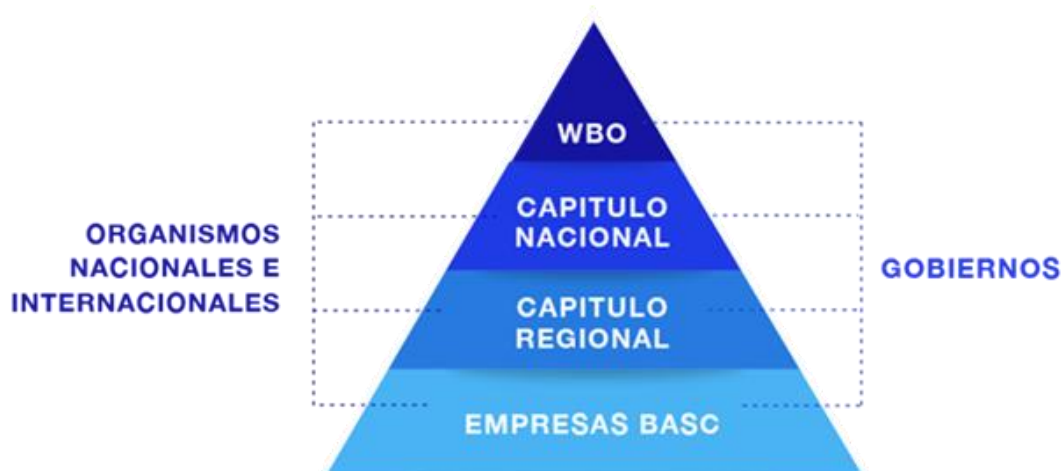 WBO
CAPITULO
NACIONAL
ORGANISMOS
NACIONALES E
INTERNACIONALES
GOBIERNOS
CAPITULO
REGIONAL
EMPRESAS BASC